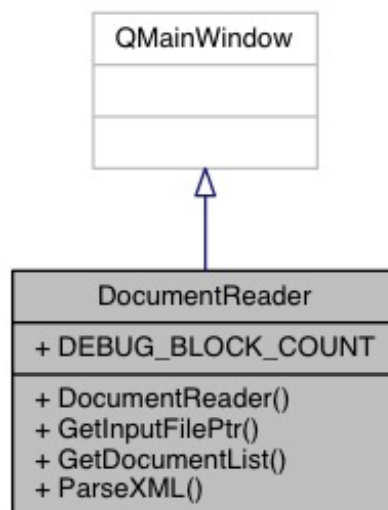 QMainWindow
DocumentReader
+ DEBUG_BLOCK_COUNT
+ DocumentReader()
+ GetInputFilePtr()
+ GetDocumentList()
+ ParseXML()